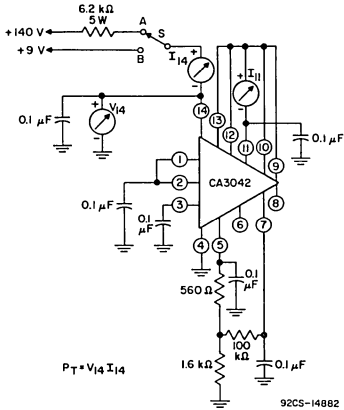 6.2 kΩ
5 W
A
+140 V
S
I14
+9 V
B
+
-
+
V14
-
0.1 µF
+
I11
-
0.1 µF
14
13
12
11
10
9
1
2
3
CA3042
8
4
5
6
7
0.1 µF
0.1
µF
0.1
µF
560 Ω
100
kΩ
1.6 kΩ
0.1 µF
PT = V14 I14
92CS-14882